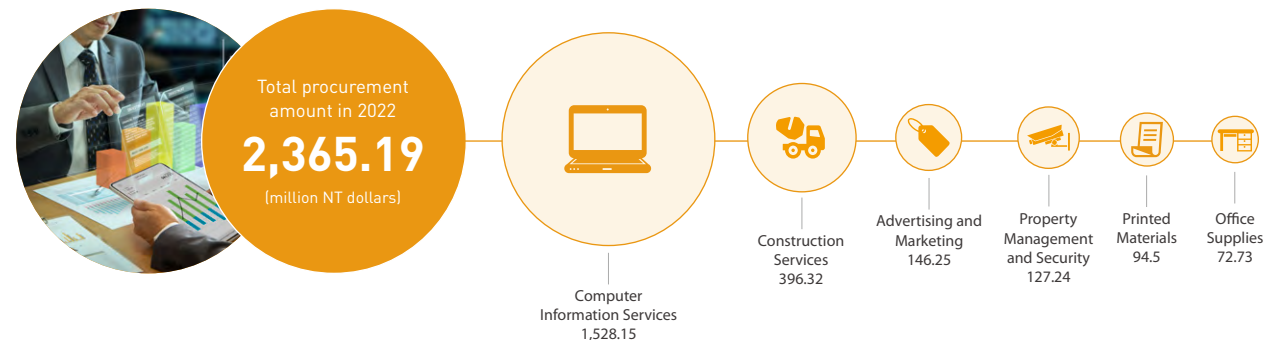 Total procurement
amount in 2022
2,365.19
(million NT dollars)
Computer
Information Services
1,528.15
Construction
Services
396.32
Advertising and
Marketing
146.25
Property
Management
and Security
127.24
Printed
Materials
94.5
Office
Supplies
72.73